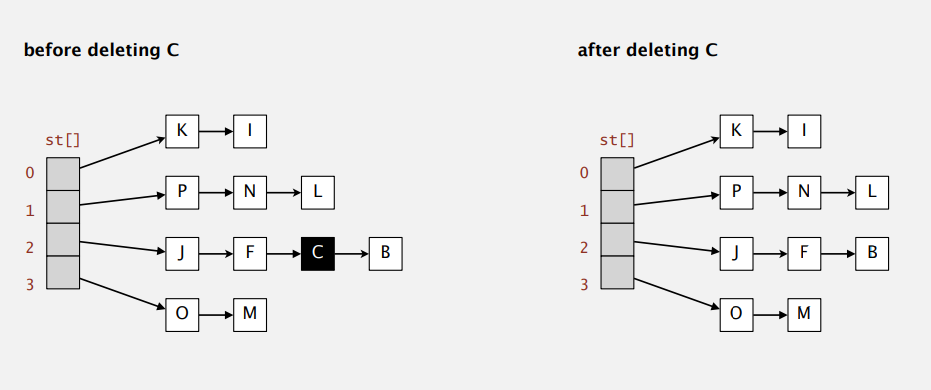 before deleting C
after deleting C
st[]
0
1
2
3
K I
P N L
J F C B
O M
st[]
0
1
2
3
K I
P N L
J F B
O M